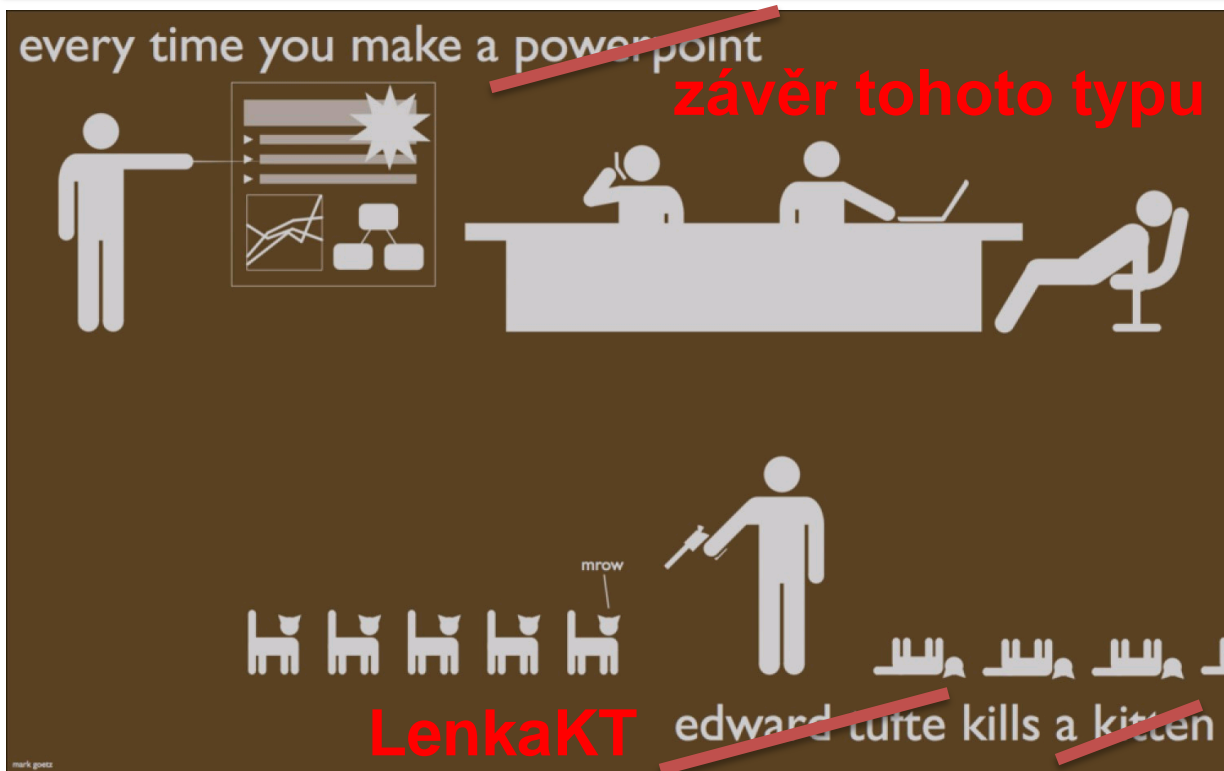 every time you make a powerpoint
závěr tohoto typu
mrow
LenkaKT edward tufte kills a kitten
mark goetz